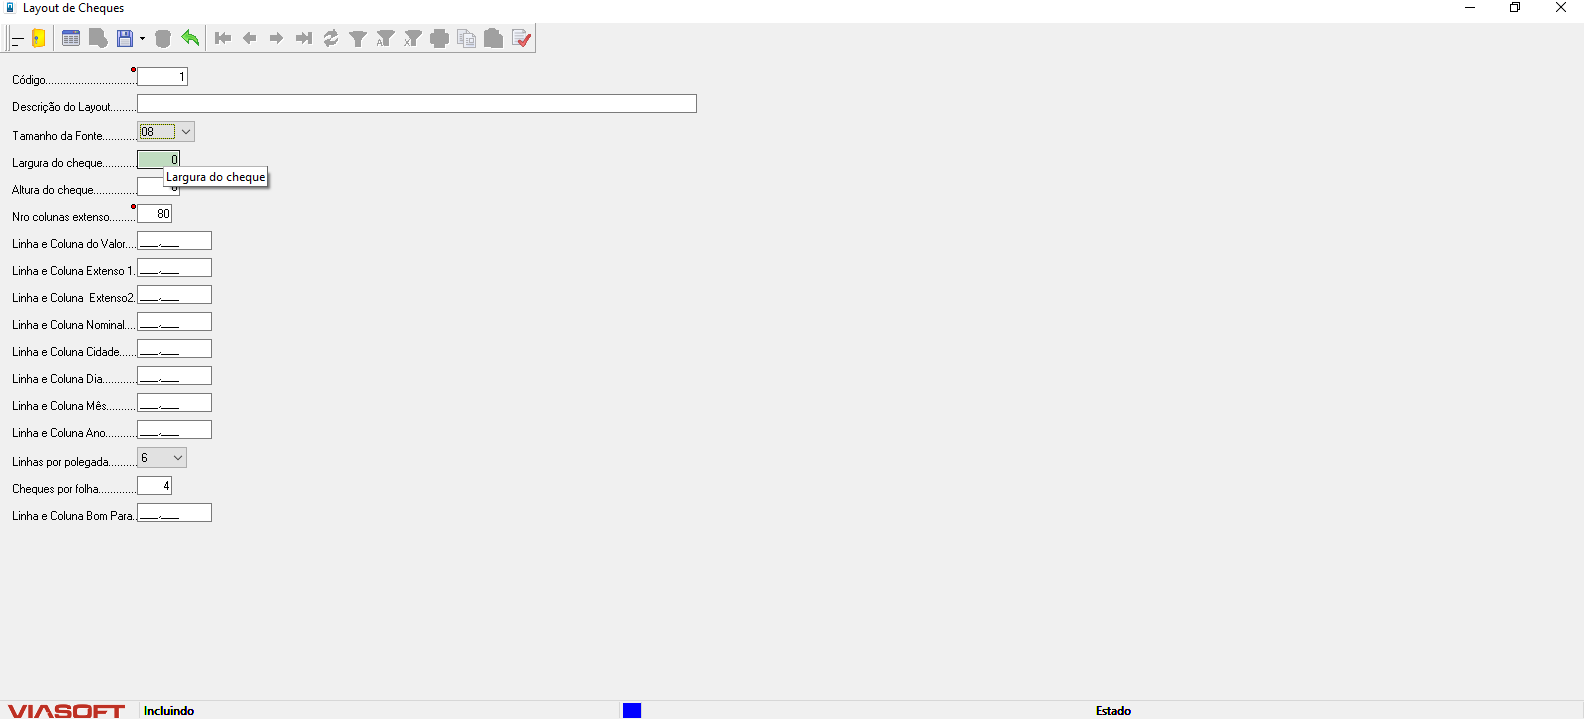 Layout de Cheques
Código............................... 1
Descrição do Layout.........
Tamanho da Fonte............ 08
Largura do cheque............ 0
Largura do cheque
Altura do cheque...............
Nro colunas extenso......... 80
Linha e Coluna do Valor.... ___.___
Linha e Coluna Extenso 1. ___.___
Linha e Coluna  Extenso2. ___.___
Linha e Coluna Nominal.... ___.___
Linha e Coluna Cidade...... ___.___
Linha e Coluna Dia............ ___.___
Linha e Coluna Mês.......... ___.___
Linha e Coluna Ano........... ___.___
Linhas por polegada.......... 6
Cheques por folha............. 4
Linha e Coluna Bom Para.. ___.___
VIASOFT Incluindo Estado